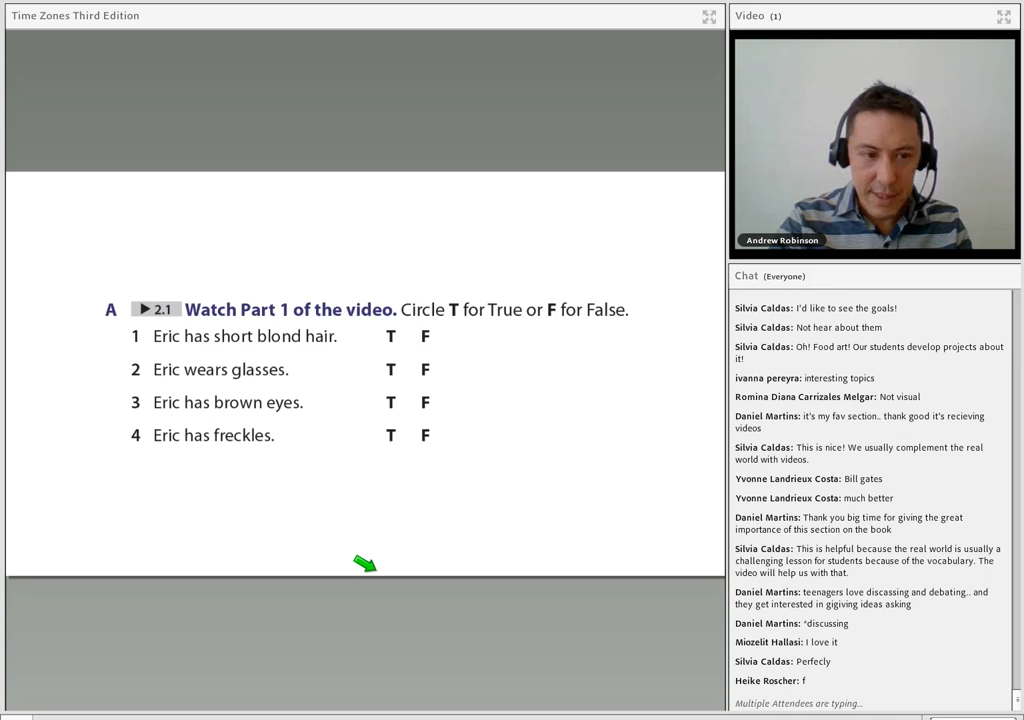 Time Zones Third Edition
A ▶ 2.1 Watch Part 1 of the video. Circle T for True or F for False.
1 Eric has short blond hair. T F
2 Eric wears glasses. T F
3 Eric has brown eyes. T F
4 Eric has freckles. T F
Video (1)
Andrew Robinson
Chat (Everyone)
Silvia Caldas: I'd like to see the goals!
Silvia Caldas: Not hear about them
Silvia Caldas: Oh! Food art! Our students develop projects about
it!
ivanna pereyra: interesting topics
Romina Diana Carrizales Melgar: Not visual
Daniel Martins: it's my fav section.. thank good it's recieving
videos
Silvia Caldas: This is nice! We usually complement the real
world with videos.
Yvonne Landrieux Costa: Bill gates
Yvonne Landrieux Costa: much better
Daniel Martins: Thank you big time for giving the great
importance of this section on the book
Silvia Caldas: This is helpful because the real world is usually a
challenging lesson for students because of the vocabulary. The
video will help us with that.
Daniel Martins: teenagers love discassing and debating.. and
they get interested in gigiving ideas asking
Daniel Martins: *discussing
Miozelit Hallasi: I love it
Silvia Caldas: Perfecly
Heike Roscher: f
Multiple Attendees are typing...